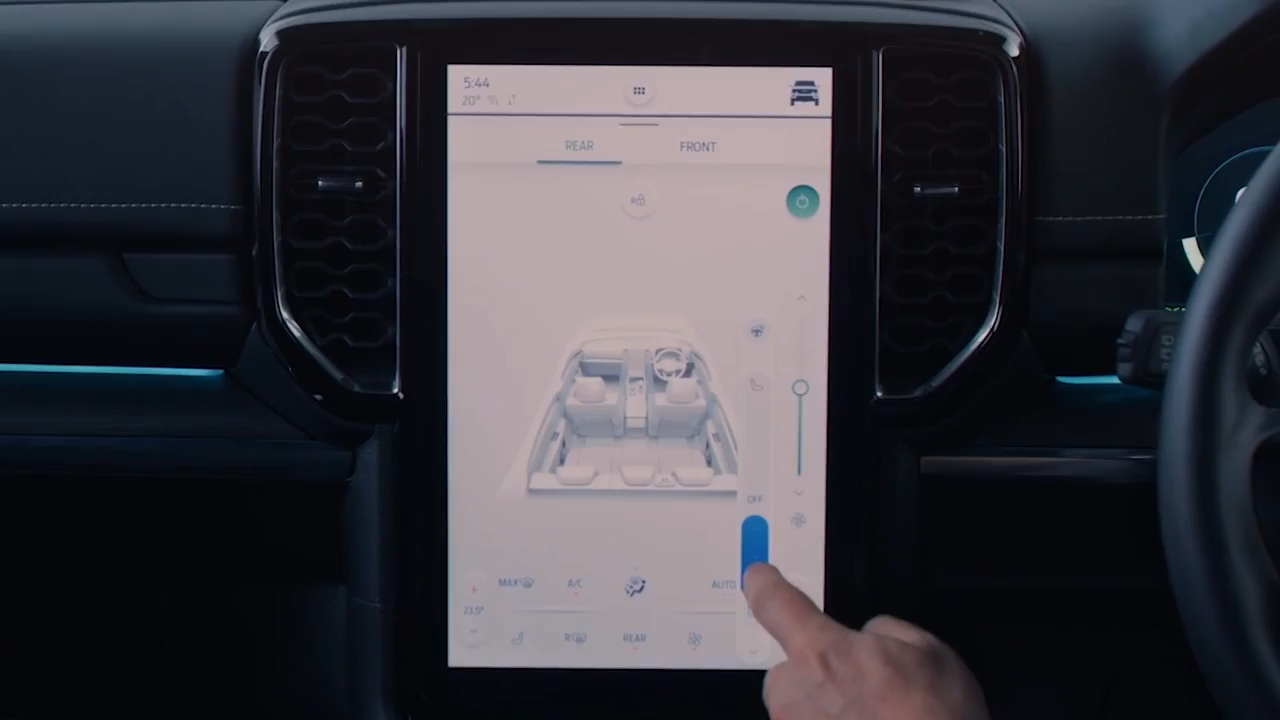 5:44
20°
REAR FRONT
R
OFF
MAX A/C AUTO
23.5°
R REAR